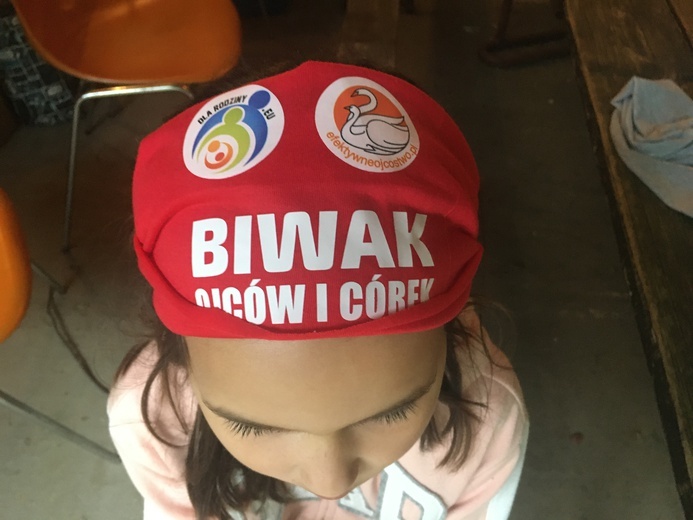 DLA RODZINY .EU
efektywneojcostwo.pl
BIWAK
OJCÓW I CÓREK